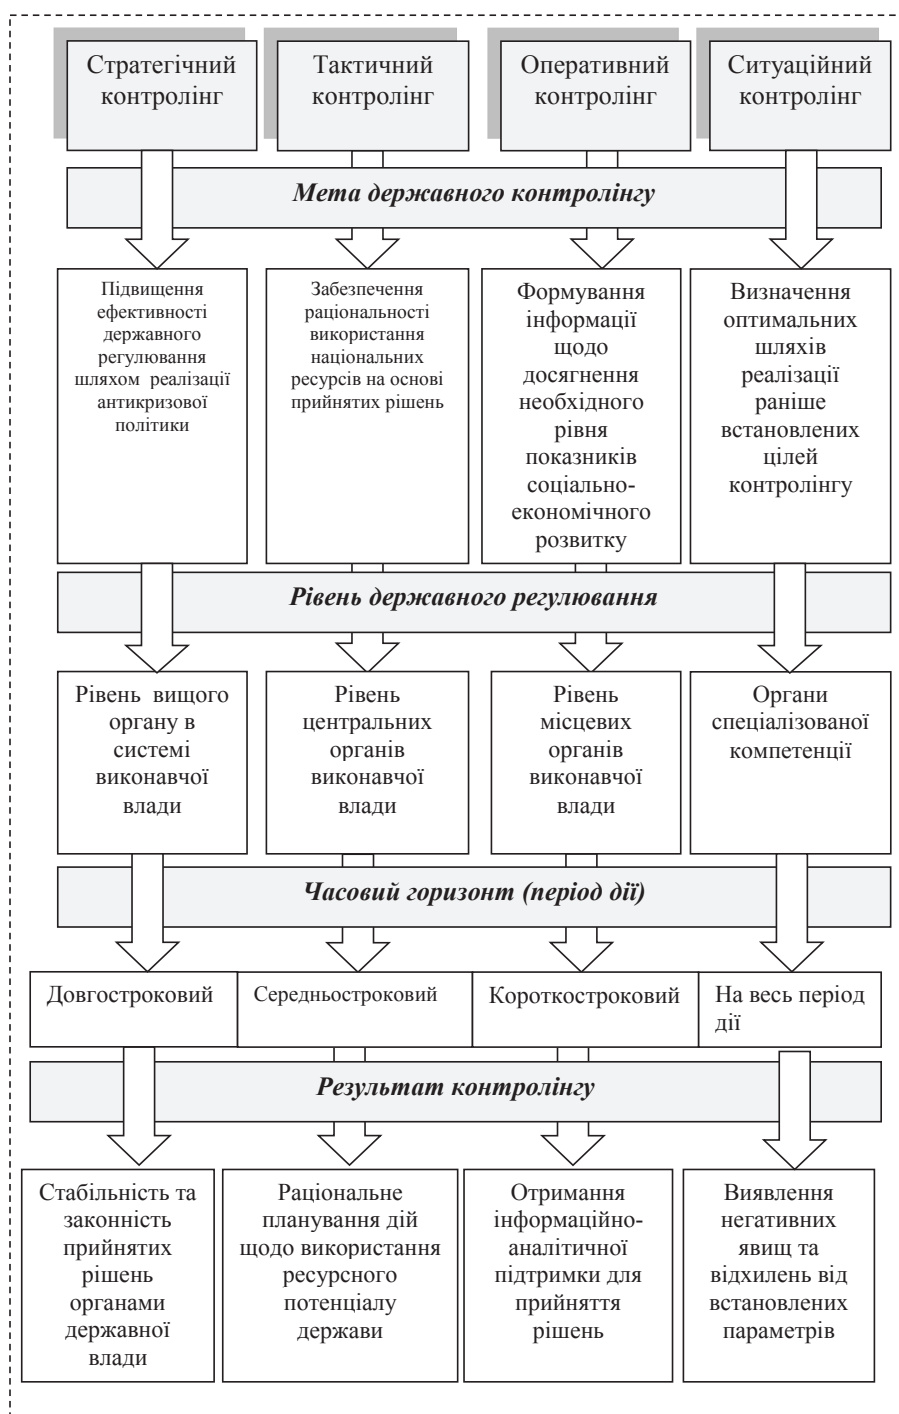 Стратегічний
контролінг
Тактичний
контролінг
Оперативний
контролінг
Ситуаційний
контролінг
Мета державного контролінгу
Підвищення
ефективності
державного
регулювання
шляхом реалізації
антикризової
політики
Забезпечення
раціональності
використання
національних
ресурсів на основі
прийнятих рішень
Формування
інформації
щодо
досягнення
необхідного
рівня
показників
соціально-
економічного
розвитку
Визначення
оптимальних
шляхів
реалізації
раніше
встановлених
цілей
контролінгу
Рівень державного регулювання
Рівень вищого
органу в
системі
виконавчої
влади
Рівень
центральних
органів
виконавчої
влади
Рівень
місцевих
органів
виконавчої
влади
Органи
спеціалізованої
компетенції
Часовий горизонт (період дії)
Довгостроковий
Середньостроковий
Короткостроковий
На весь період
дії
Результат контролінгу
Стабільність та
законність
прийнятих
рішень
органами
державної
влади
Раціональне
планування дій
щодо використання
ресурсного
потенціалу
держави
Отримання
інформаційно-
аналітичної
підтримки для
прийняття
рішень
Виявлення
негативних
явищ та
відхилень від
встановлених
параметрів